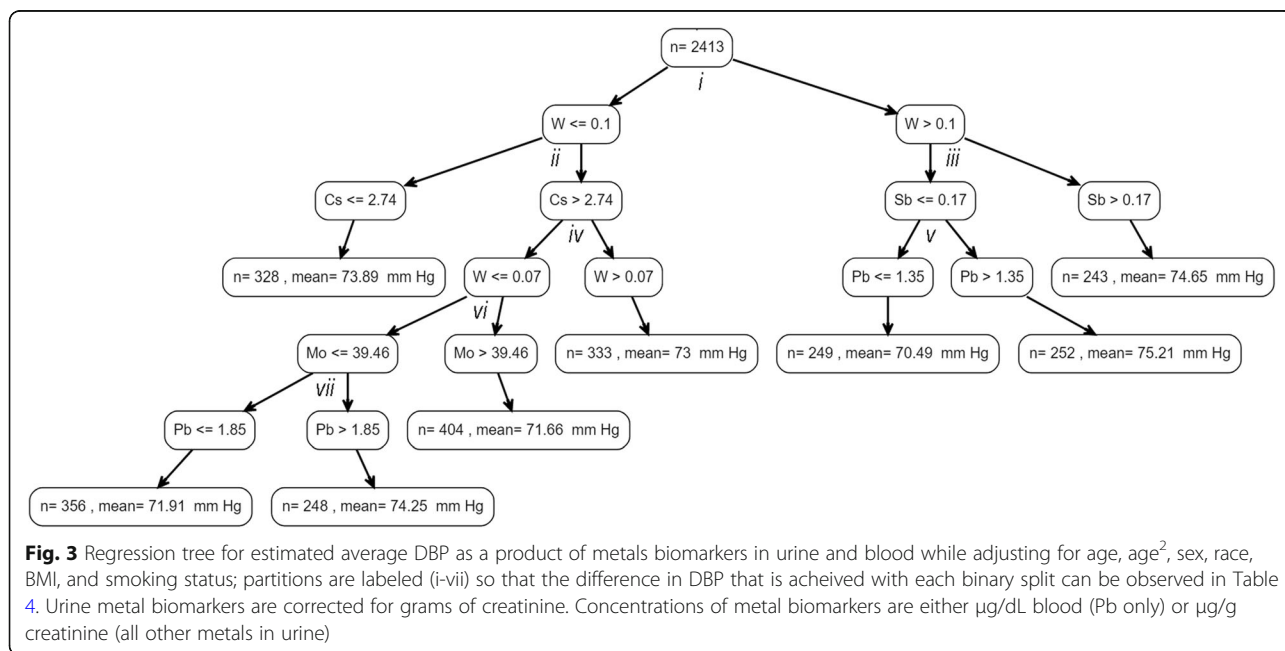 n= 2413
i
W <= 0.1
W > 0.1
ii
iii
Cs <= 2.74
Cs > 2.74
Sb <= 0.17
Sb > 0.17
iv
v
n= 328 , mean= 73.89 mm Hg
W <= 0.07
W > 0.07
Pb <= 1.35
Pb > 1.35
n= 243 , mean= 74.65 mm Hg
vi
Mo <= 39.46
Mo > 39.46
n= 333 , mean= 73 mm Hg
n= 249 , mean= 70.49 mm Hg
n= 252 , mean= 75.21 mm Hg
vii
Pb <= 1.85
Pb > 1.85
n= 404 , mean= 71.66 mm Hg
n= 356 , mean= 71.91 mm Hg
n= 248 , mean= 74.25 mm Hg
Fig. 3 Regression tree for estimated average DBP as a product of metals biomarkers in urine and blood while adjusting for age, age², sex, race,
BMI, and smoking status; partitions are labeled (i-vii) so that the difference in DBP that is acheived with each binary split can be observed in Table
4. Urine metal biomarkers are corrected for grams of creatinine. Concentrations of metal biomarkers are either μg/dL blood (Pb only) or μg/g
creatinine (all other metals in urine)